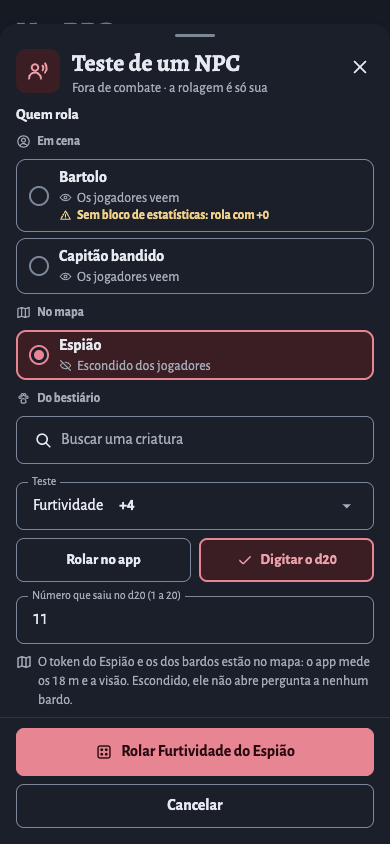 Teste de um NPC
Fora de combate · a rolagem é só sua
Quem rola
Em cena
Bartolo
Os jogadores veem
Sem bloco de estatísticas: rola com +0
Capitão bandido
Os jogadores veem
No mapa
Espião
Escondido dos jogadores
Do bestiário
Buscar uma criatura
Teste
Furtividade +4
Rolar no app
Digitar o d20
Número que saiu no d20 (1 a 20)
11
O token do Espião e os dos bardos estão no mapa: o app mede
os 18 m e a visão. Escondido, ele não abre pergunta a nenhum
bardo.
Rolar Furtividade do Espião
Cancelar